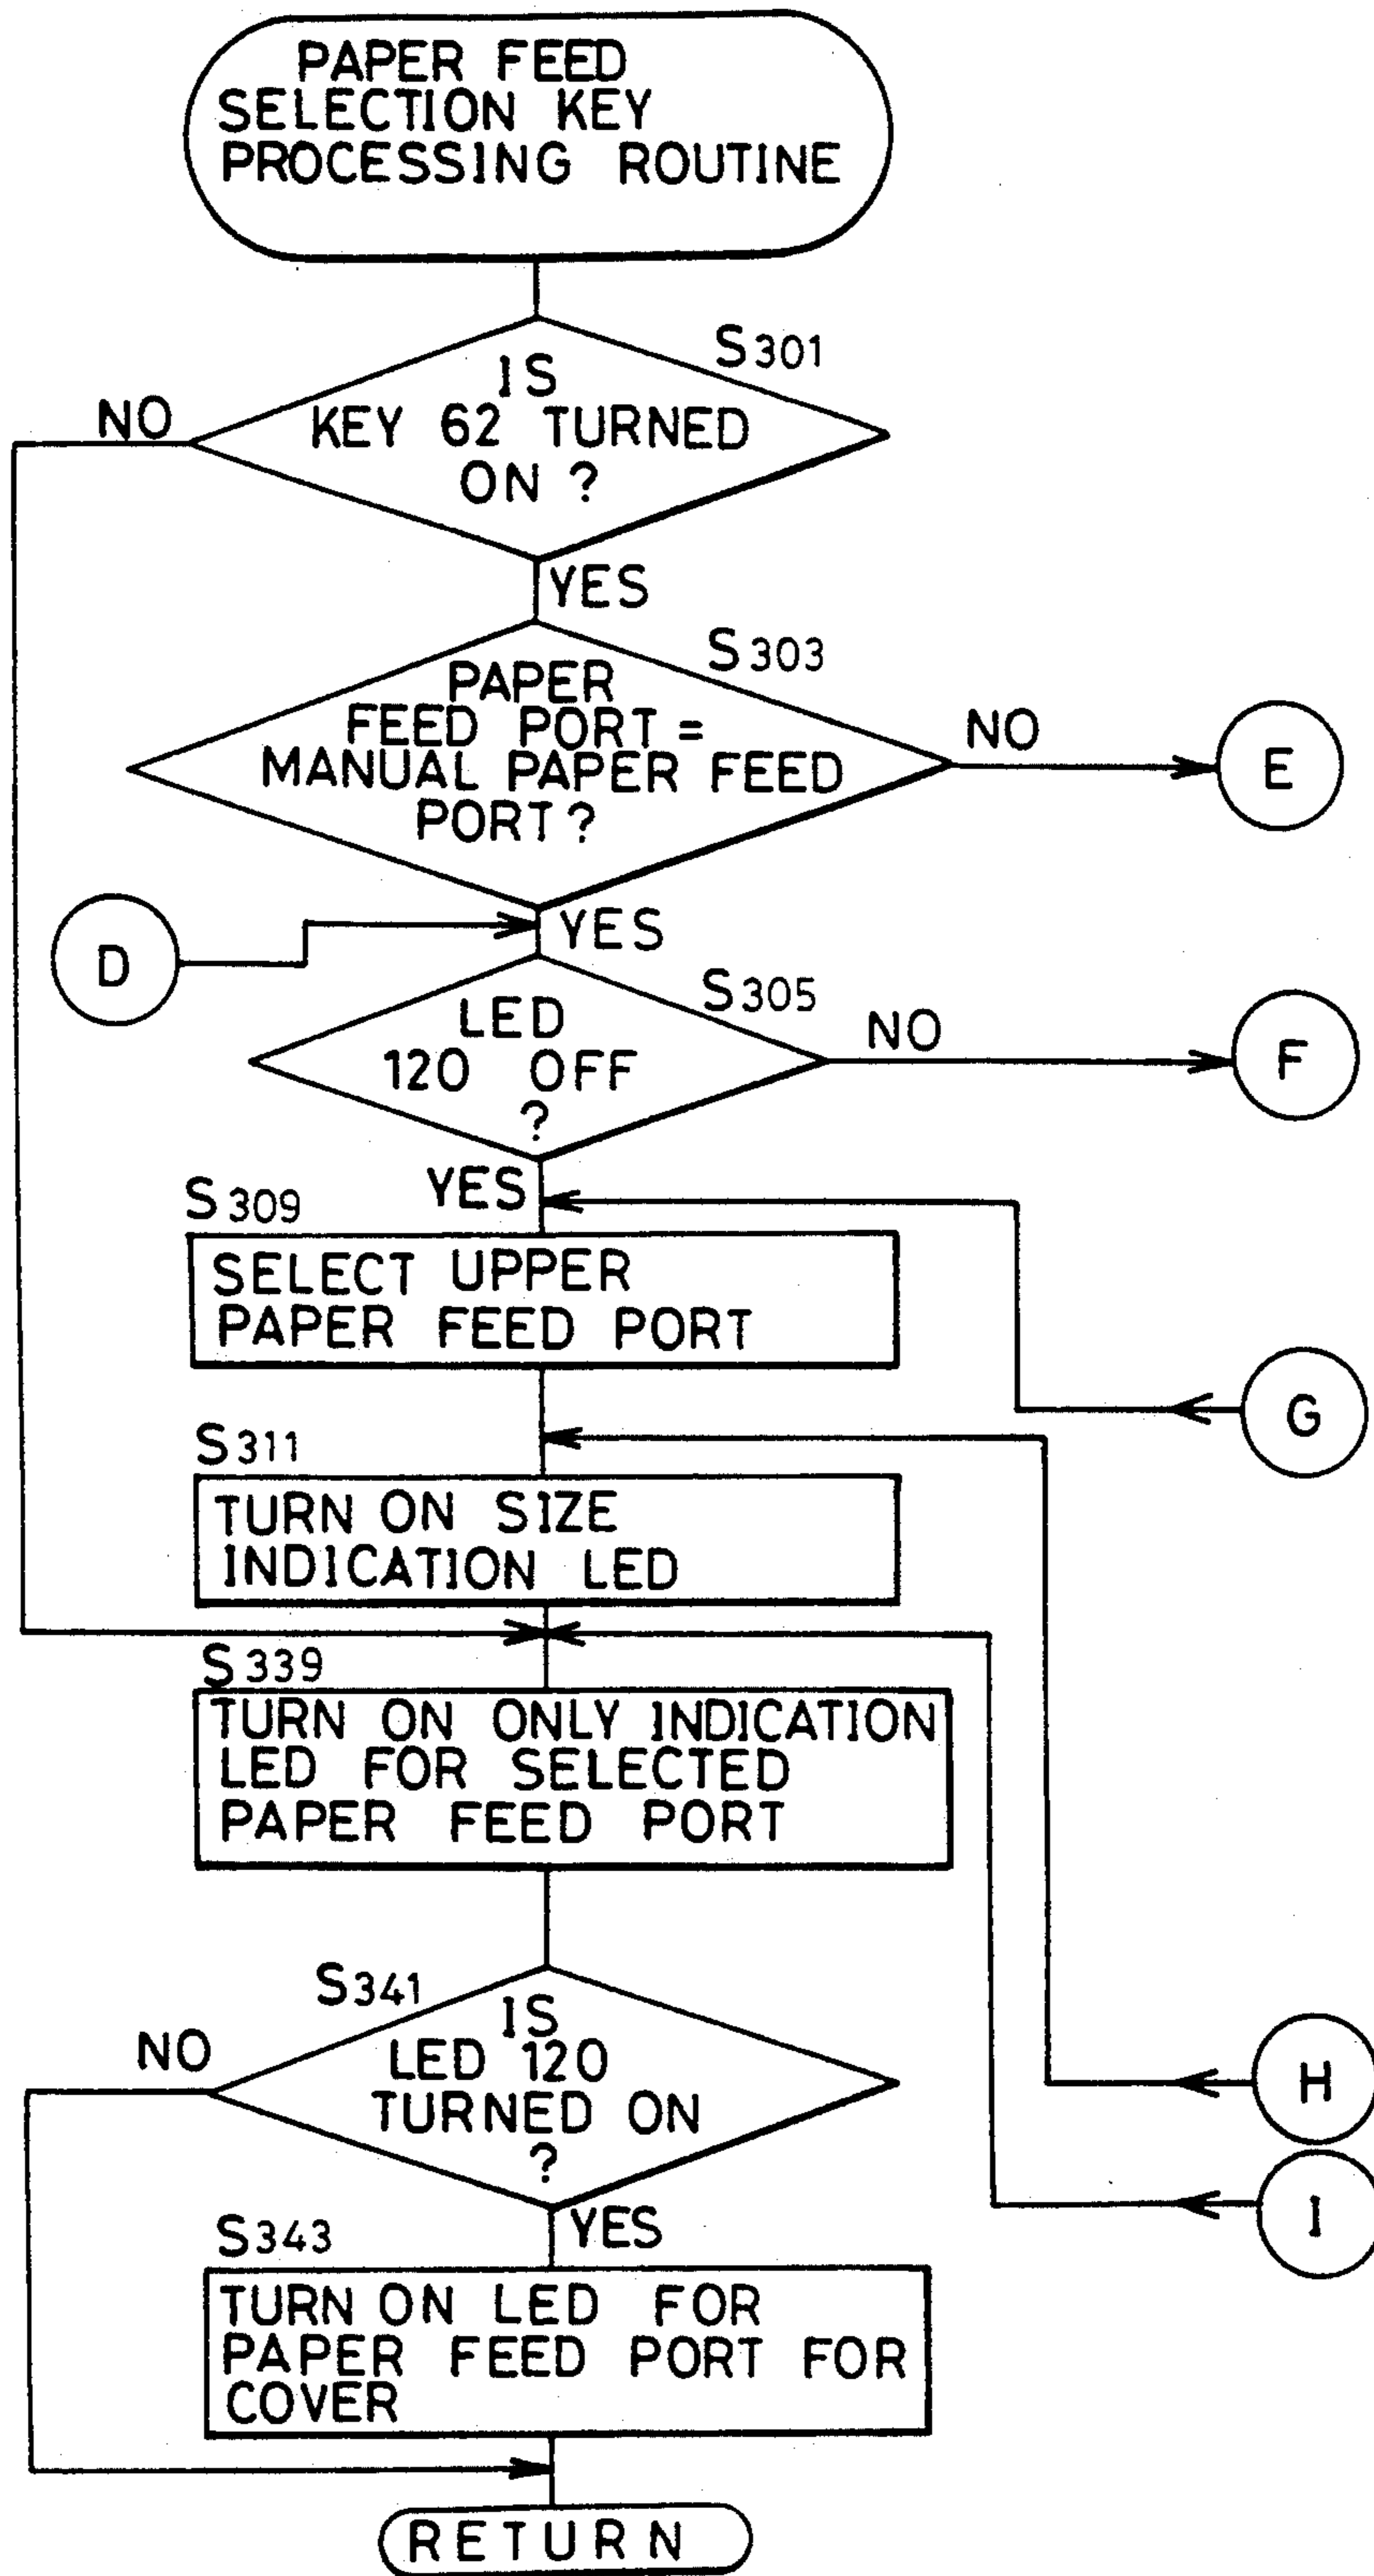 PAPER FEED
SELECTION KEY
PROCESSING ROUTINE
S301
IS
KEY 62 TURNED
ON ?
NO
YES
S303
PAPER
FEED PORT =
MANUAL PAPER FEED
PORT ?
NO
E
YES
D
S305
LED
120 OFF
?
NO
F
YES
S309
SELECT UPPER
PAPER FEED PORT
G
S311
TURN ON SIZE
INDICATION LED
S339
TURN ON ONLY INDICATION
LED FOR SELECTED
PAPER FEED PORT
S341
IS
LED 120
TURNED ON
?
NO
H
YES
I
S343
TURN ON LED FOR
PAPER FEED PORT FOR
COVER
RETURN